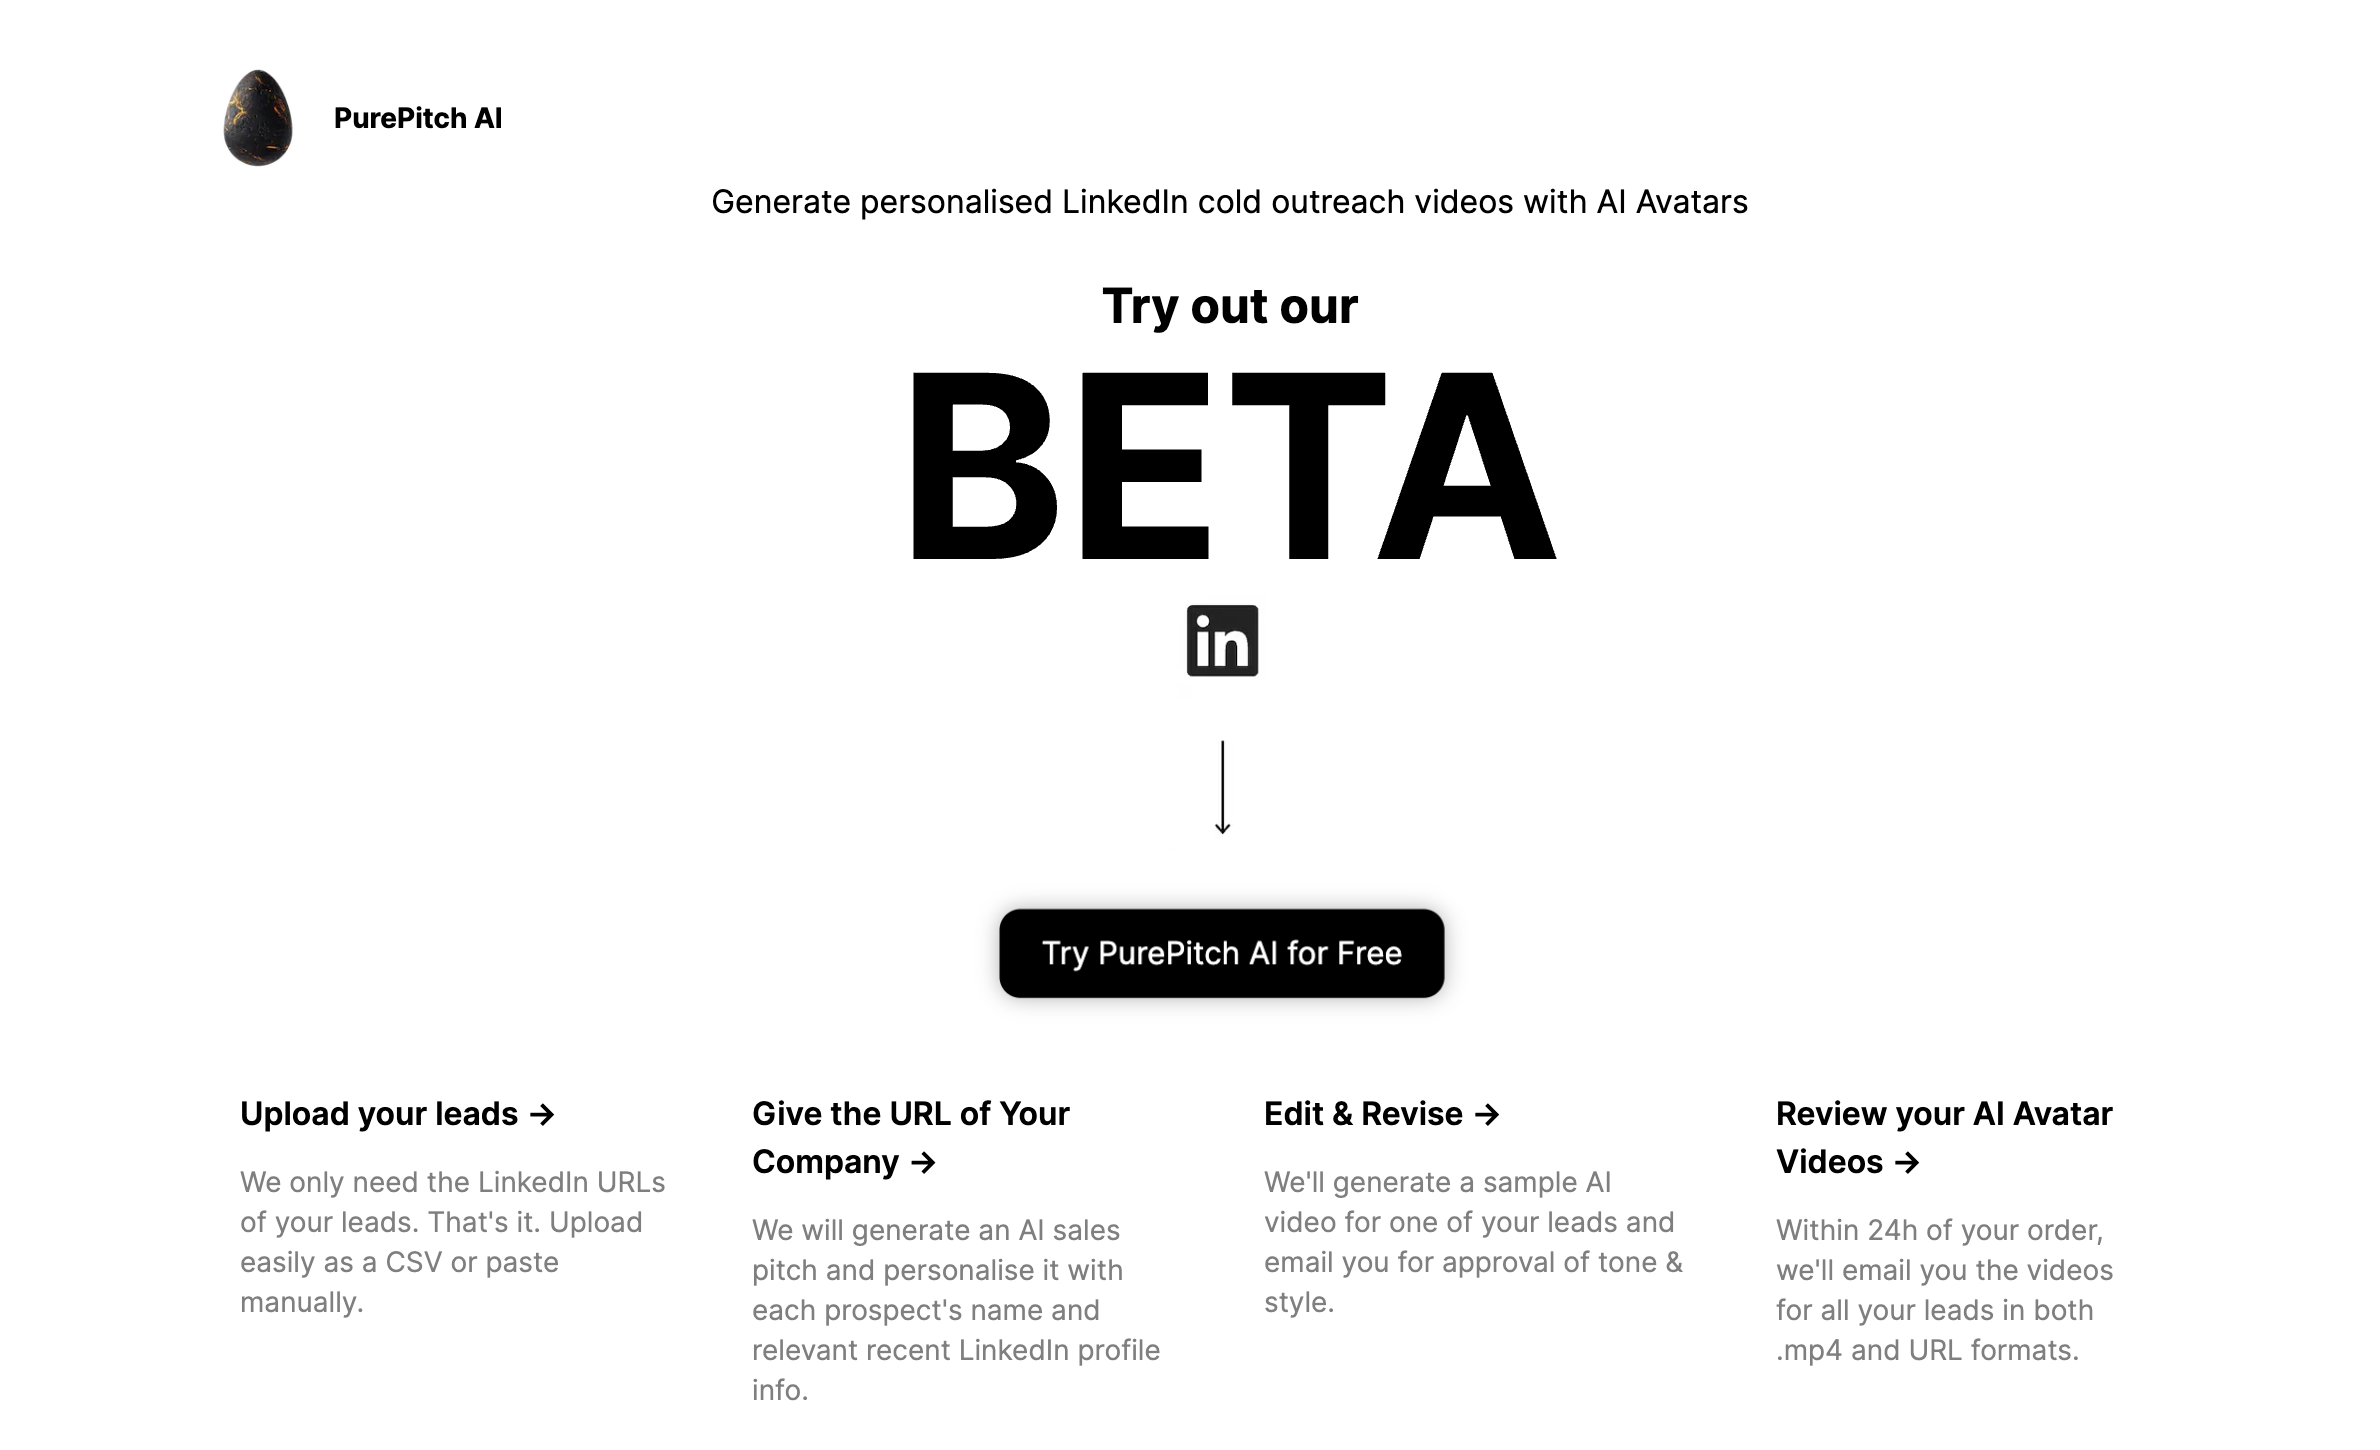 PurePitch AI
Generate personalised LinkedIn cold outreach videos with AI Avatars
Try out our
BETA
in
Try PurePitch AI for Free
Upload your leads →
We only need the LinkedIn URLs
of your leads. That's it. Upload
easily as a CSV or paste
manually.
Give the URL of Your
Company →
We will generate an AI sales
pitch and personalise it with
each prospect's name and
relevant recent LinkedIn profile
info.
Edit & Revise →
We'll generate a sample AI
video for one of your leads and
email you for approval of tone &
style.
Review your AI Avatar
Videos →
Within 24h of your order,
we'll email you the videos
for all your leads in both
.mp4 and URL formats.